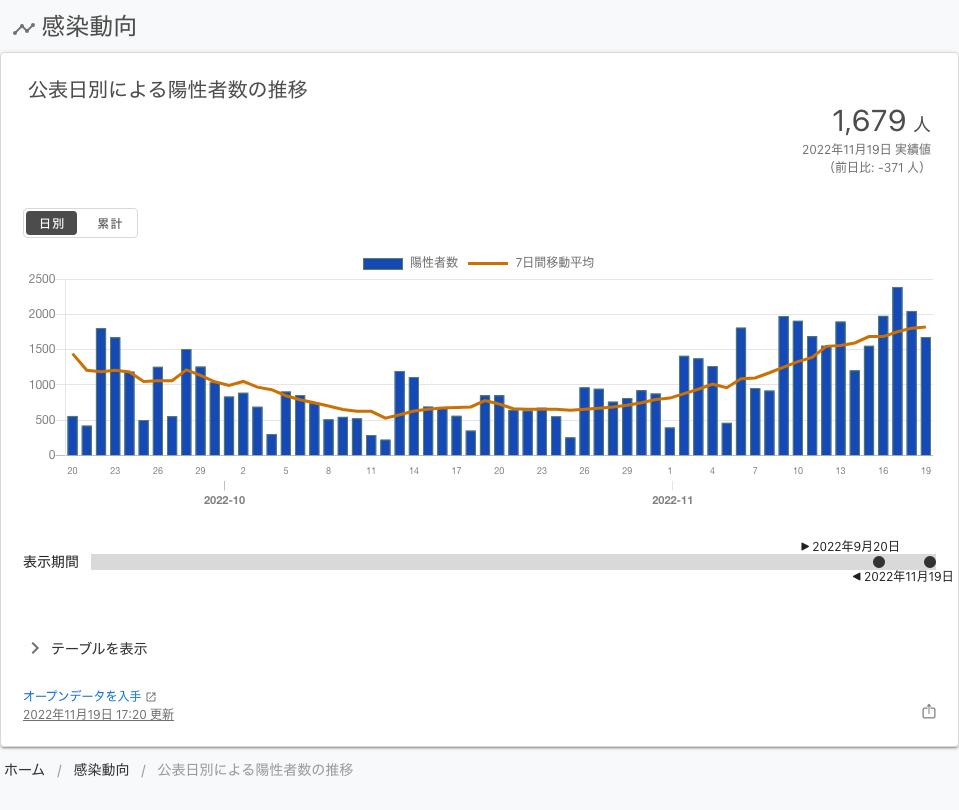 感染動向
公表日別による陽性者数の推移
1,679 人
2022年11月19日 実績値
（前日比: -371 人）
日別 累計
陽性者数 7日間移動平均
2500
2000
1500
1000
500
0
20 23 26 29 2 5 8 11 14 17 20 23 26 29 1 4 7 10 13 16 19
2022-10 2022-11
▶ 2022年9月20日
表示期間
◀ 2022年11月19日
テーブルを表示
オープンデータを入手
2022年11月19日 17:20 更新
ホーム / 感染動向 / 公表日別による陽性者数の推移